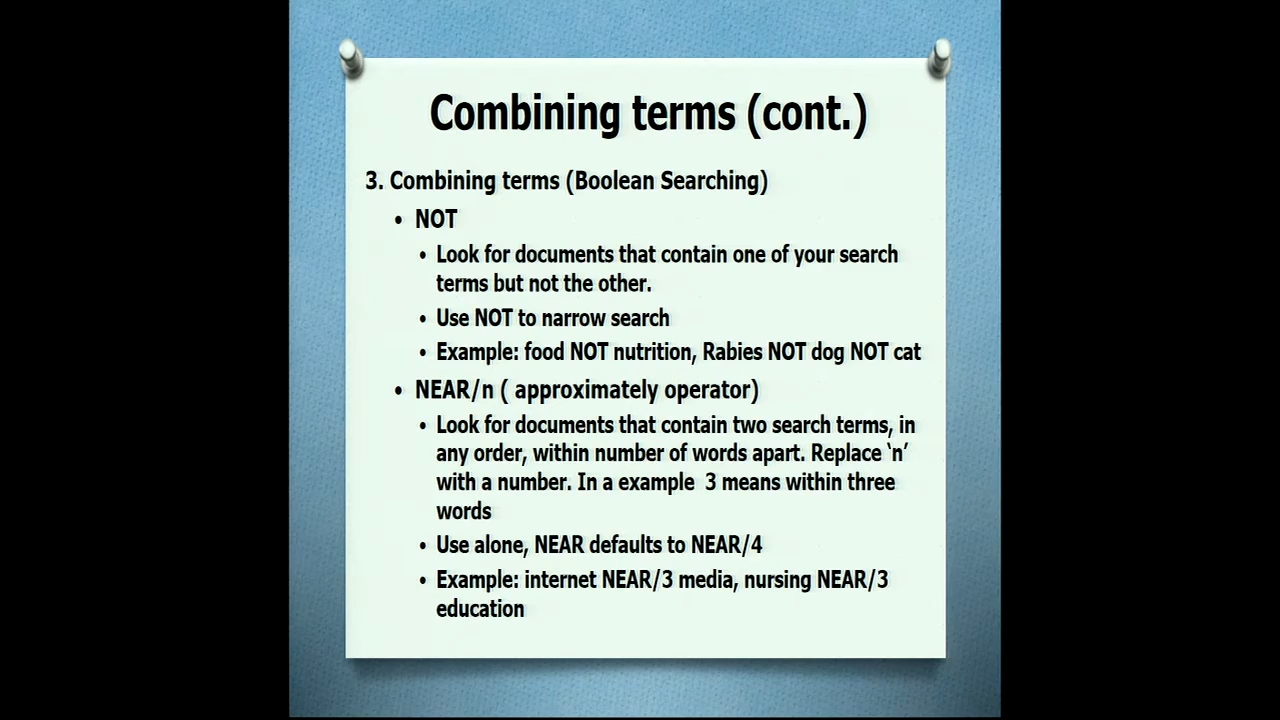 Combining terms (cont.)
3. Combining terms (Boolean Searching)
• NOT
• Look for documents that contain one of your search
terms but not the other.
• Use NOT to narrow search
• Example: food NOT nutrition, Rabies NOT dog NOT cat
• NEAR/n ( approximately operator)
• Look for documents that contain two search terms, in
any order, within number of words apart. Replace ‘n’
with a number. In a example  3 means within three
words
• Use alone, NEAR defaults to NEAR/4
• Example: internet NEAR/3 media, nursing NEAR/3
education